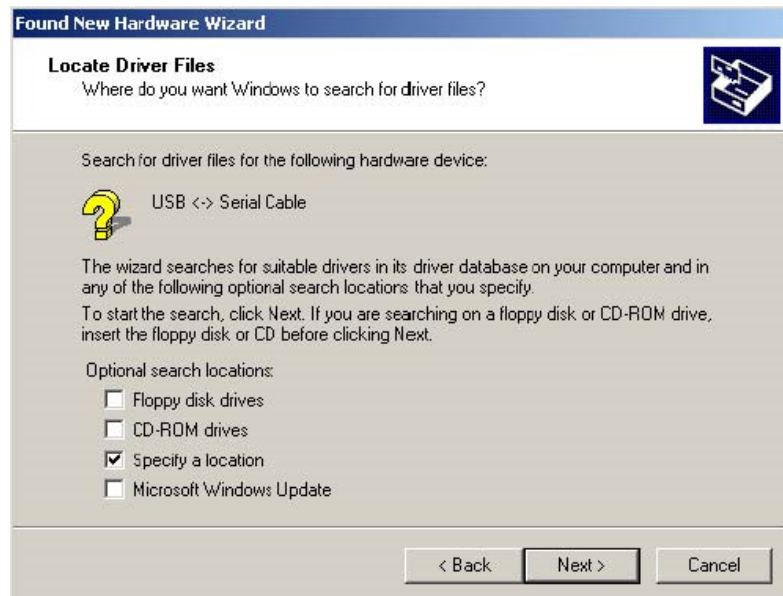 Found New Hardware Wizard
Locate Driver Files
Where do you want Windows to search for driver files?
Search for driver files for the following hardware device:
USB <-> Serial Cable
The wizard searches for suitable drivers in its driver database on your computer and in
any of the following optional search locations that you specify.
To start the search, click Next. If you are searching on a floppy disk or CD-ROM drive,
insert the floppy disk or CD before clicking Next.
Optional search locations:
Floppy disk drives
CD-ROM drives
Specify a location
Microsoft Windows Update
< Back Next > Cancel